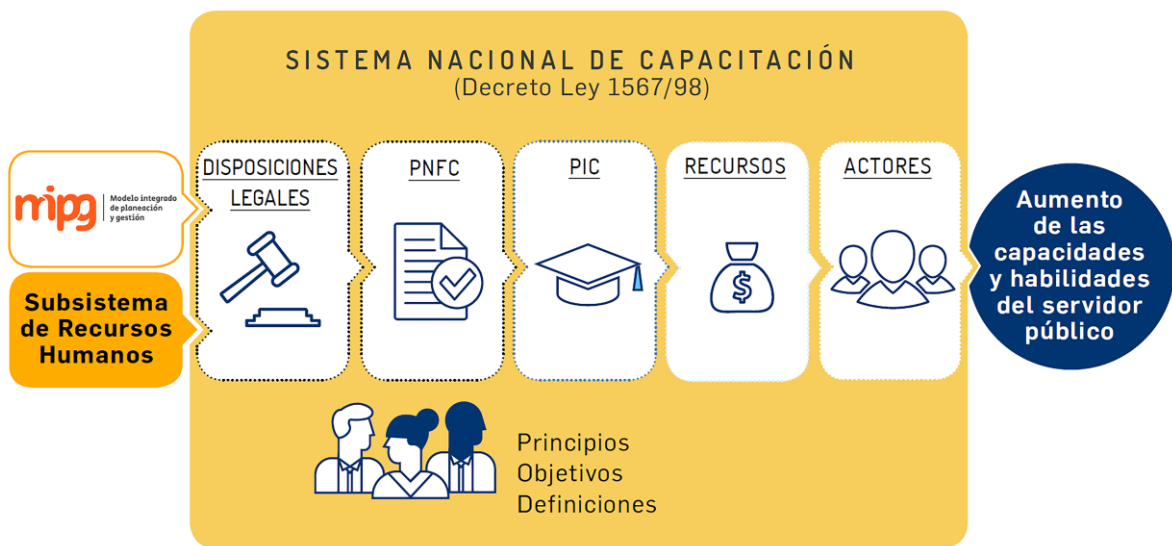 SISTEMA NACIONAL DE CAPACITACIÓN
(Decreto Ley 1567/98)
mipg
Modelo integrado
de planeación
y gestión
Subsistema
de Recursos
Humanos
DISPOSICIONES
LEGALES
PNFC
PIC
RECURSOS
$
ACTORES
Aumento
de las
capacidades
y habilidades
del servidor
público
Principios
Objetivos
Definiciones